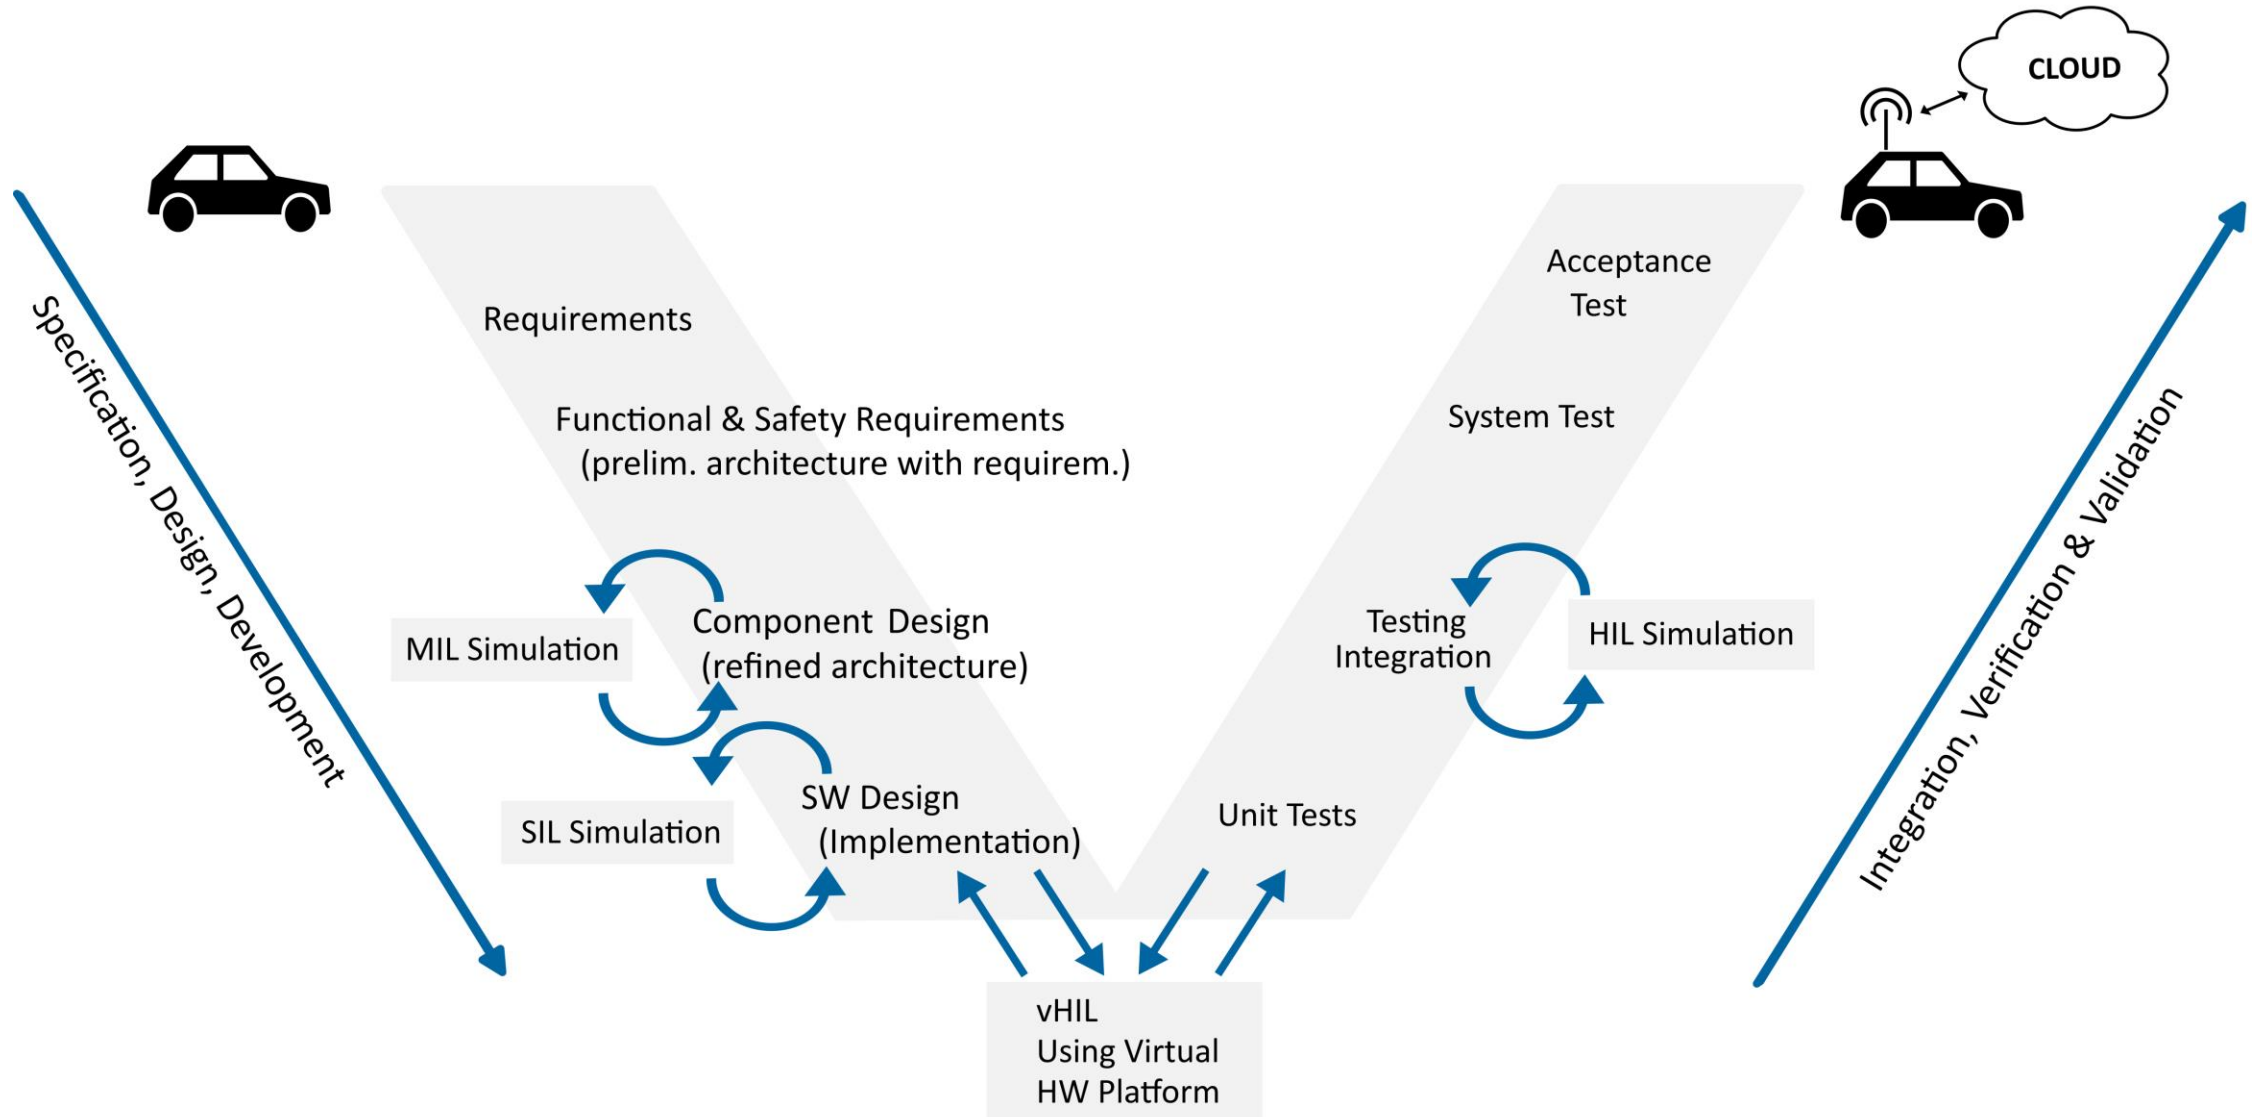 CLOUD
Specification, Design, Development
Requirements
Functional & Safety Requirements
(prelim. architecture with requirem.)
MIL Simulation
Component Design
(refined architecture)
SIL Simulation
SW Design
(Implementation)
vHIL
Using Virtual
HW Platform
Unit Tests
Testing
Integration
HIL Simulation
System Test
Acceptance
Test
Integration, Verification & Validation